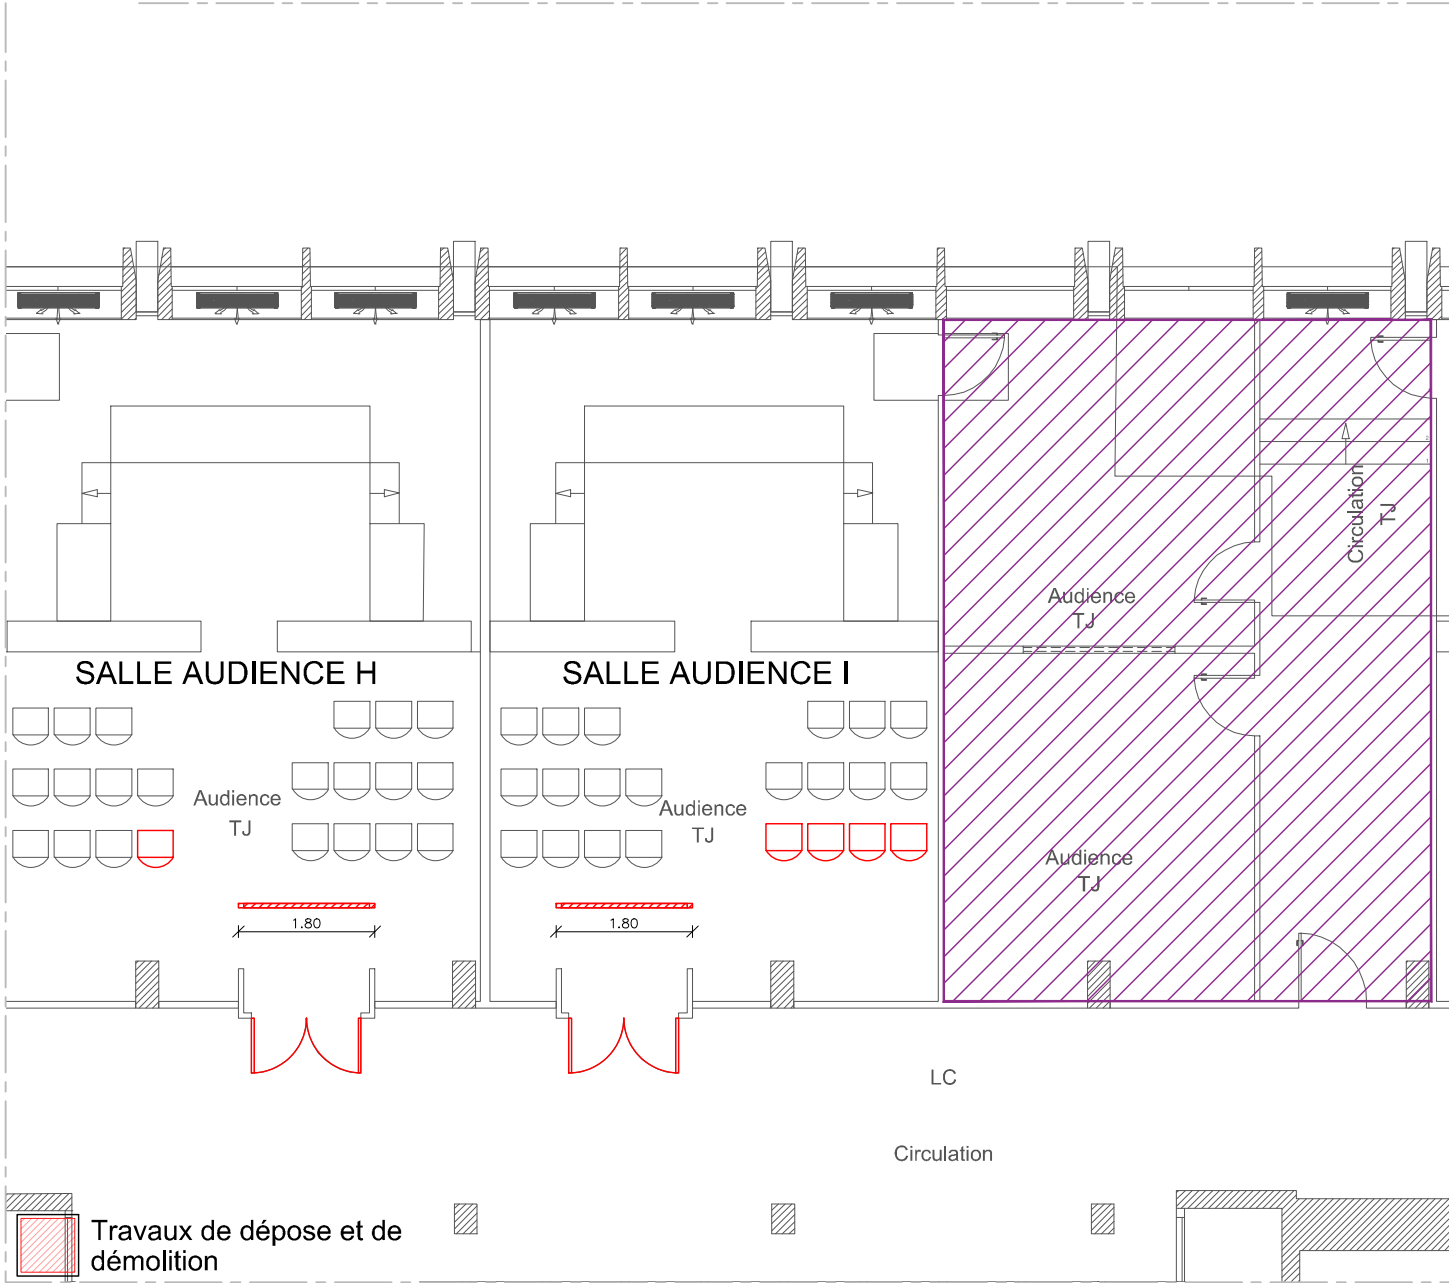 Circulation
TJ
Audience
TJ
SALLE AUDIENCE H
SALLE AUDIENCE I
Audience
TJ
Audience
TJ
Audience
TJ
1.80
1.80
LC
Circulation
Travaux de dépose et de
démolition